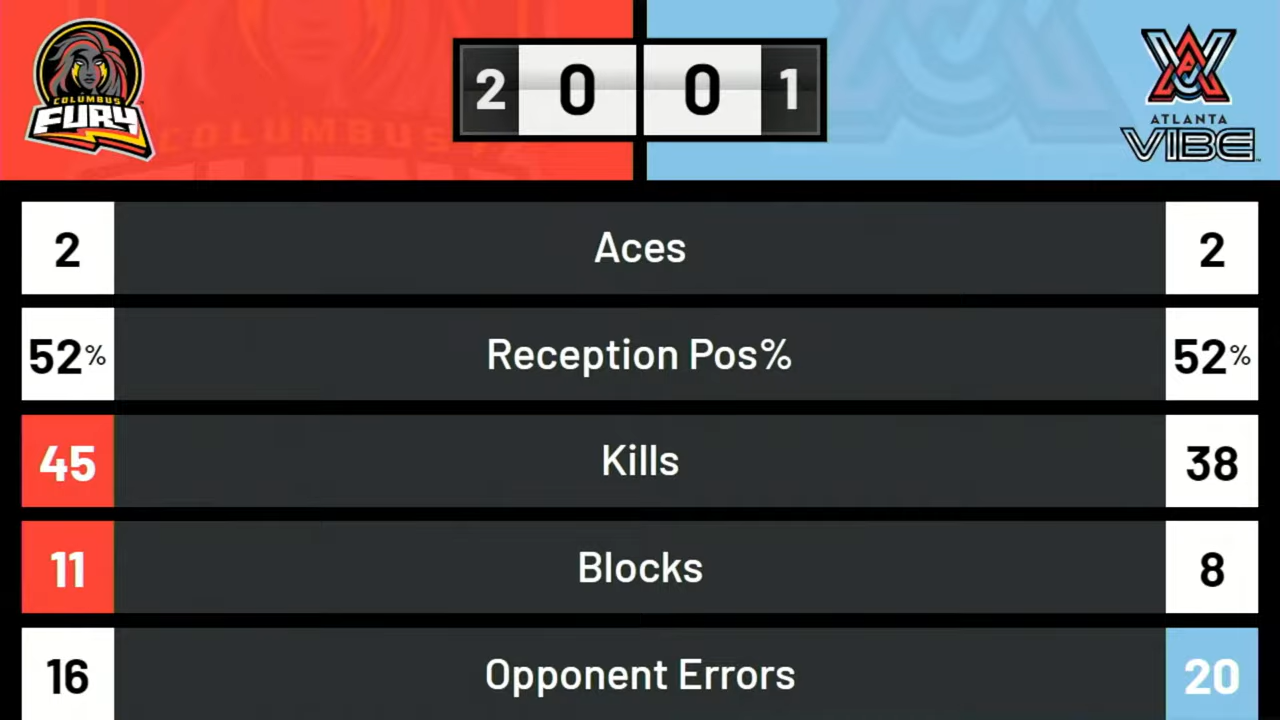 COLUMBUS
FURY
COLUMBUS
2 0 0 1
ATLANTA
VIBE
2 Aces 2
52% Reception Pos% 52%
45 Kills 38
11 Blocks 8
16 Opponent Errors 20